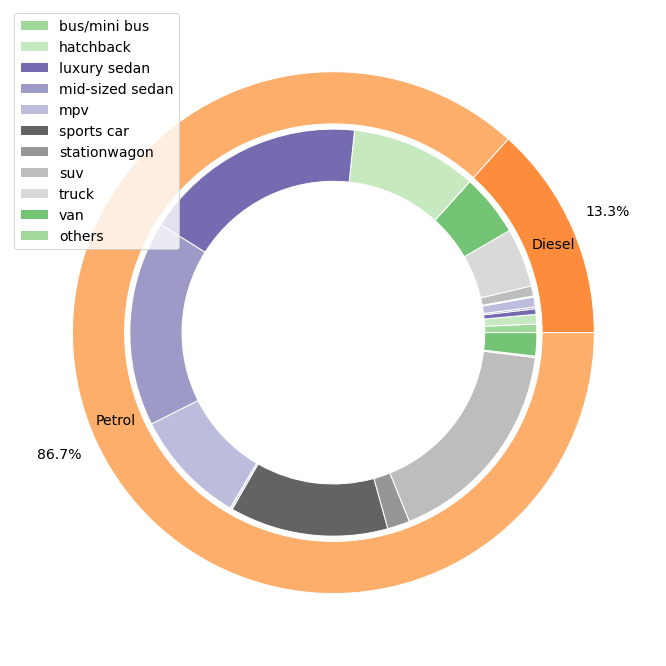 bus/mini bus
hatchback
luxury sedan
mid-sized sedan
mpv
sports car
stationwagon
suv
truck
van
others
13.3%
Diesel
Petrol
86.7%